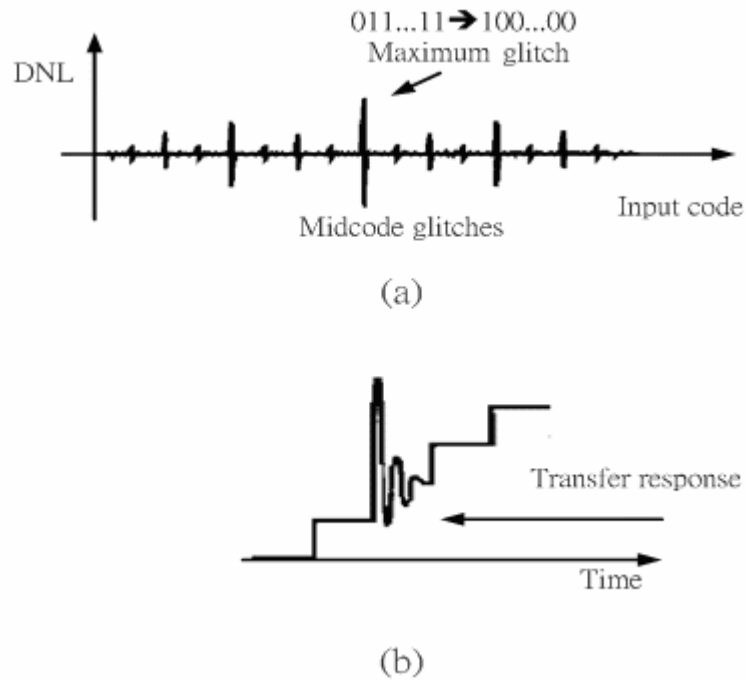 011...11➔100...00
Maximum glitch
DNL
Input code
Midcode glitches
(a)
Transfer response
Time
(b)